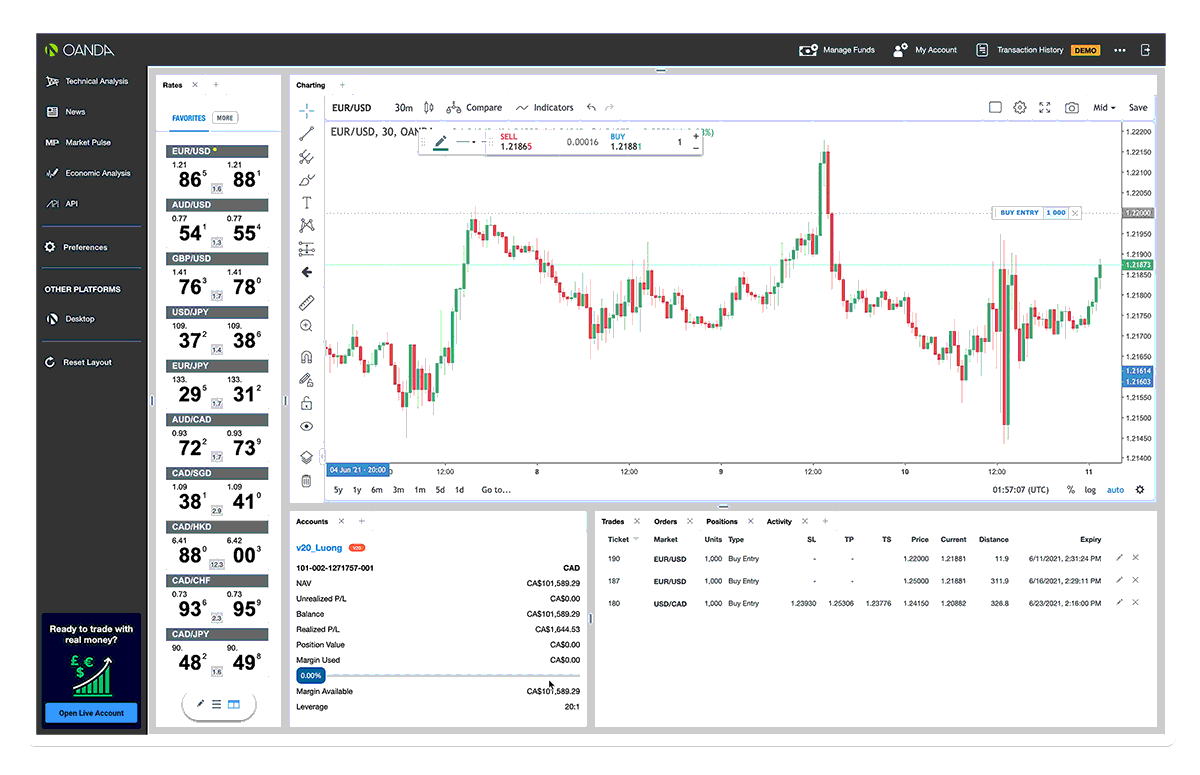 OANDA
Manage Funds My Account Transaction History DEMO
Technical Analysis
News
MP Market Pulse
Economic Analysis
API
Preferences
OTHER PLATFORMS
Desktop
Reset Layout
Ready to trade with
real money?
£ €
$
Open Live Account
Rates
FAVORITES MORE
EUR/USD
1.21 1.21
86 5 1.6 88 1
AUD/USD
0.77 0.77
54 1 1.3 55 4
GBP/USD
1.41 1.41
76 3 1.7 78 0
USD/JPY
109. 109.
37 2 1.4 38 6
EUR/JPY
133. 133.
29 5 1.7 31 2
AUD/CAD
0.93 0.93
72 2 1.7 73 9
CAD/SGD
1.09 1.09
38 1 2.9 41 0
CAD/HKD
6.41 6.42
88 0 12.3 00 3
CAD/CHF
0.73 0.73
93 6 2.3 95 9
CAD/JPY
90. 90.
48 2 1.6 49 8
Charting
EUR/USD 30m Compare Indicators Mid Save
EUR/USD, 30,
SELL
1.21865 0.00016 BUY
1.21881 1
BUY ENTRY 1 000
1.22200
1.22150
1.22100
1.22050
1.22000
1.21950
1.21900
1.21873
1.21850
1.21800
1.21750
1.21700
1.21650
1.21614
1.21603
1.21550
1.21500
1.21450
1.21400
04 Jun '21 - 20:00 12:00 8 12:00 9 12:00 10 12:00 11
5y 1y 6m 3m 1m 5d 1d Go to... 01:57:07 (UTC) % log auto
Accounts
v20_Luong v20
101-002-1271757-001 CAD
NAV CA$101,589.29
Unrealized P/L CA$0.00
Balance CA$101,589.29
Realized P/L CA$1,644.53
Position Value CA$0.00
Margin Used CA$0.00
0.00%
Margin Available CA$101,589.29
Leverage 20:1
Trades Orders Positions Activity
Ticket Market Units Type SL TP TS Price Current Distance Expiry
190 EUR/USD 1,000 Buy Entry - - 1.22000 1.21881 11.9 6/11/2021, 2:31:24 PM
187 EUR/USD 1,000 Buy Entry - - 1.25000 1.21881 311.9 6/16/2021, 2:29:11 PM
180 USD/CAD 1,000 Buy Entry 1.23930 1.25306 1.23776 1.24150 1.20882 326.8 6/23/2021, 2:16:00 PM